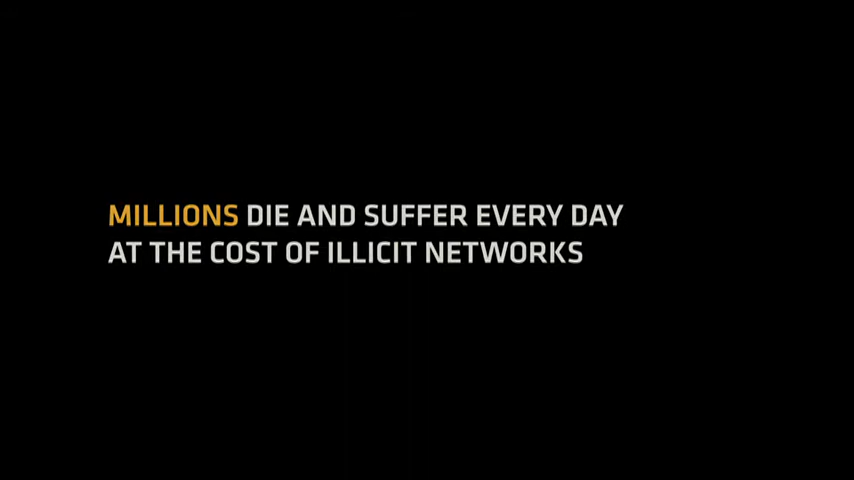 MILLIONS DIE AND SUFFER EVERY DAY
AT THE COST OF ILLICIT NETWORKS